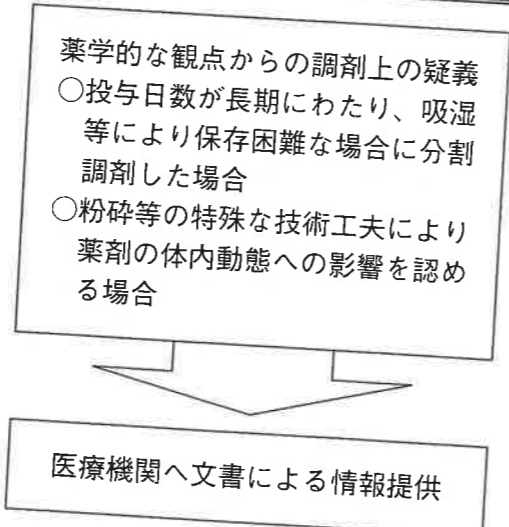 薬学的な観点からの調剤上の疑義
○投与日数が長期にわたり、吸湿
等により保存困難な場合に分割
調剤した場合
○粉砕等の特殊な技術工夫により
薬剤の体内動態への影響を認め
る場合
医療機関へ文書による情報提供